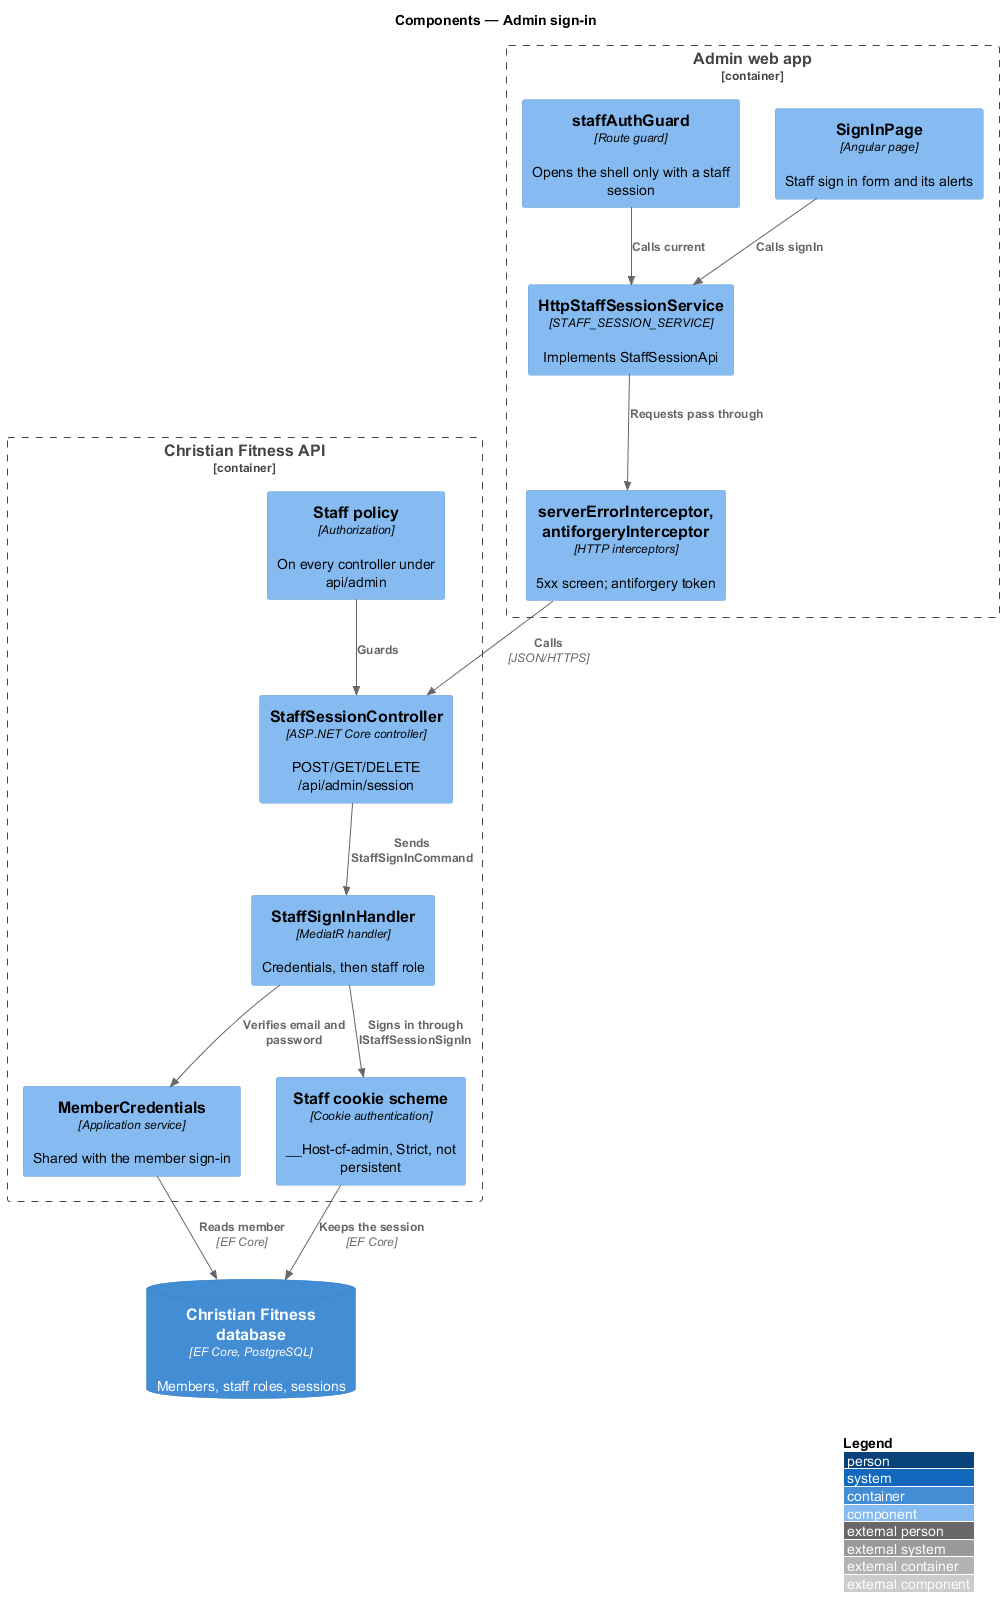 Components — Admin sign-in
Admin web app
[container]
staffAuthGuard
[Route guard]
Opens the shell only with a staff
session
SignInPage
[Angular page]
Staff sign in form and its alerts
Calls current
Calls signIn
HttpStaffSessionService
[STAFF_SESSION_SERVICE]
Implements StaffSessionApi
Requests pass through
serverErrorInterceptor,
antiforgeryInterceptor
[HTTP interceptors]
5xx screen; antiforgery token
Christian Fitness API
[container]
Staff policy
[Authorization]
On every controller under
api/admin
Guards
Calls
[JSON/HTTPS]
StaffSessionController
[ASP.NET Core controller]
POST/GET/DELETE
/api/admin/session
Sends
StaffSignInCommand
StaffSignInHandler
[MediatR handler]
Credentials, then staff role
Verifies email and
password
Signs in through
IStaffSessionSignIn
MemberCredentials
[Application service]
Shared with the member sign-in
Staff cookie scheme
[Cookie authentication]
__Host-cf-admin, Strict, not
persistent
Reads member
[EF Core]
Keeps the session
[EF Core]
Christian Fitness
database
[EF Core, PostgreSQL]
Members, staff roles, sessions
Legend
person
system
container
component
external person
external system
external container
external component